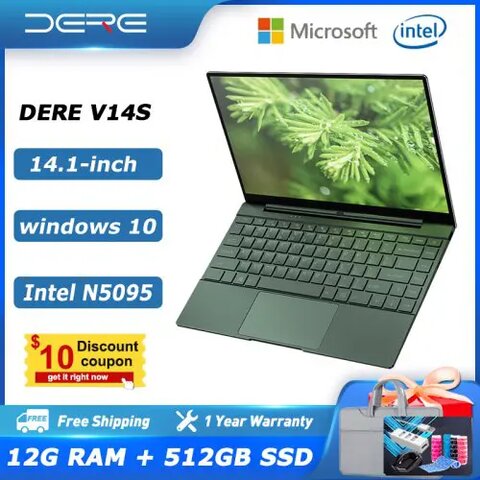 DERE
Microsoft
intel
DERE V14S
14.1-inch
windows 10
Intel N5095
$10 Discount
coupon
get it right now
FREE
Free Shipping
1 Year Warranty
12G RAM + 512GB SSD